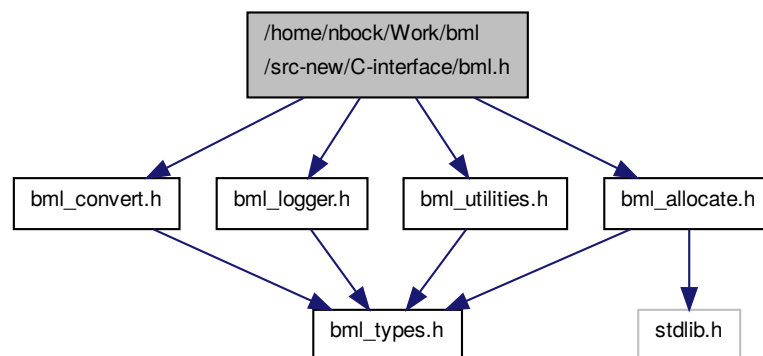 /home/nbock/Work/bml
/src-new/C-interface/bml.h
bml_convert.h
bml_logger.h
bml_utilities.h
bml_allocate.h
bml_types.h
stdlib.h